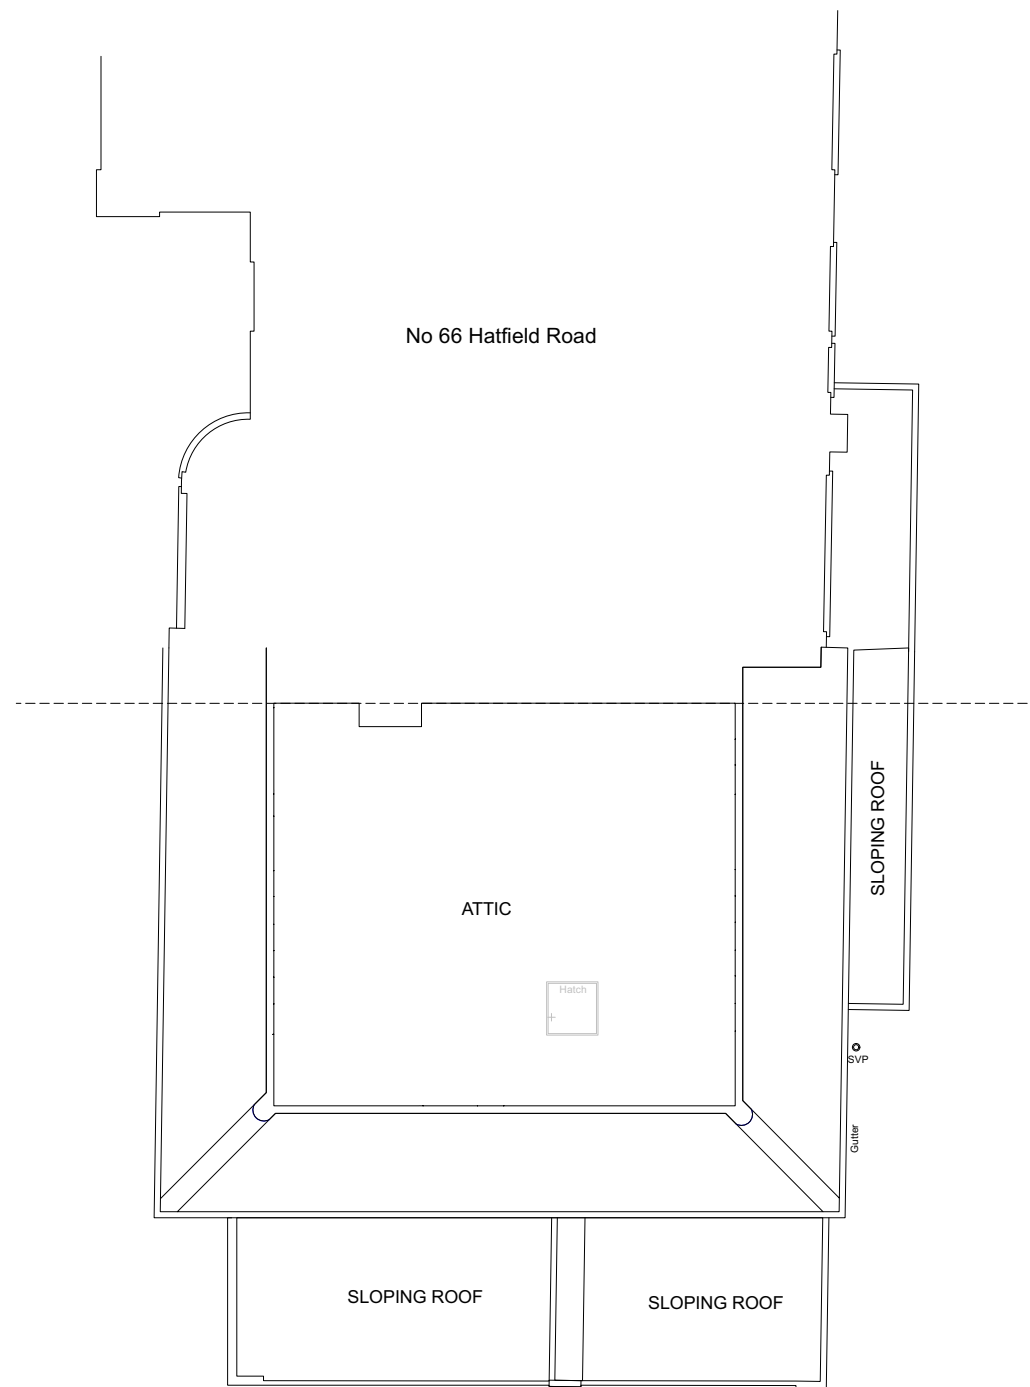 No 66 Hatfield Road
SLOPING ROOF
ATTIC
Hatch
SVP
Gutter
SLOPING ROOF
SLOPING ROOF